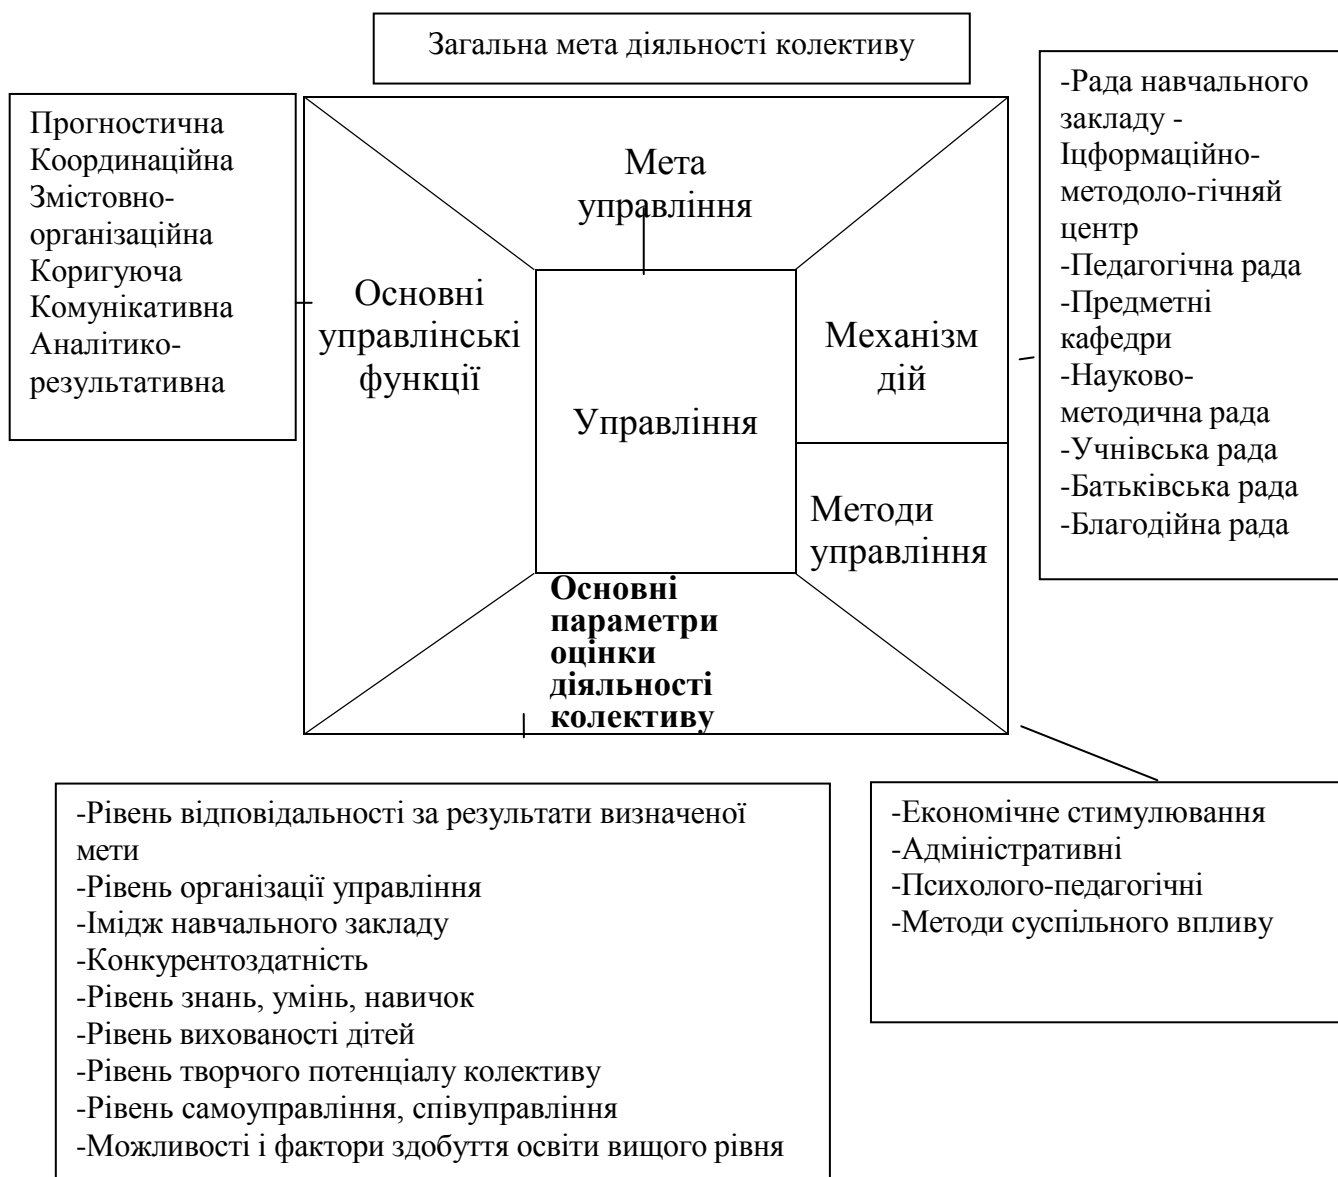 Загальна мета діяльності колективу
Прогностична
Координаційна
Змістовно-
організаційна
Коригуюча
Комунікативна
Аналітико-
результативна
Мета
управління
Основні
управлінські
функції
Управління
Механізм
дій
Методи
управління
Основні
параметри
оцінки
діяльності
колективу
-Рада навчального
закладу -
Іцформаційно-
методоло-гічняй
центр
-Педагогічна рада
-Предметні
кафедри
-Науково-
методична рада
-Учнівська рада
-Батьківська рада
-Благодійна рада
-Рівень відповідальності за результати визначеної
мети
-Рівень організації управління
-Імідж навчального закладу
-Конкурентоздатність
-Рівень знань, умінь, навичок
-Рівень вихованості дітей
-Рівень творчого потенціалу колективу
-Рівень самоуправління, співуправління
-Можливості і фактори здобуття освіти вищого рівня
-Економічне стимулювання
-Адміністративні
-Психолого-педагогічні
-Методи суспільного впливу